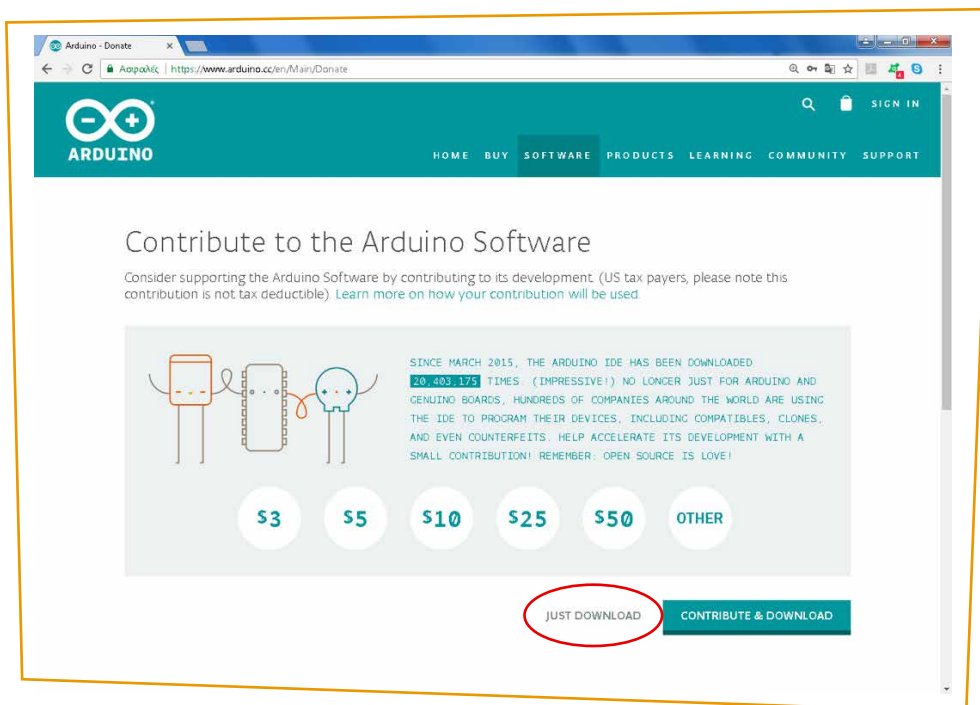 Arduino - Donate
Ασφαλές | https://www.arduino.cc/en/Main/Donate
SIGN IN
ARDUINO
HOME BUY SOFTWARE PRODUCTS LEARNING COMMUNITY SUPPORT
Contribute to the Arduino Software
Consider supporting the Arduino Software by contributing to its development. (US tax payers, please note this
contribution is not tax deductible). Learn more on how your contribution will be used.
SINCE MARCH 2015, THE ARDUINO IDE HAS BEEN DOWNLOADED
20,403,175 TIMES. (IMPRESSIVE!) NO LONGER JUST FOR ARDUINO AND
GENUINO BOARDS, HUNDREDS OF COMPANIES AROUND THE WORLD ARE USING
THE IDE TO PROGRAM THEIR DEVICES, INCLUDING COMPATIBLES, CLONES,
AND EVEN COUNTERFEITS. HELP ACCELERATE ITS DEVELOPMENT WITH A
SMALL CONTRIBUTION! REMEMBER: OPEN SOURCE IS LOVE!
$3 $5 $10 $25 $50 OTHER
JUST DOWNLOAD CONTRIBUTE & DOWNLOAD